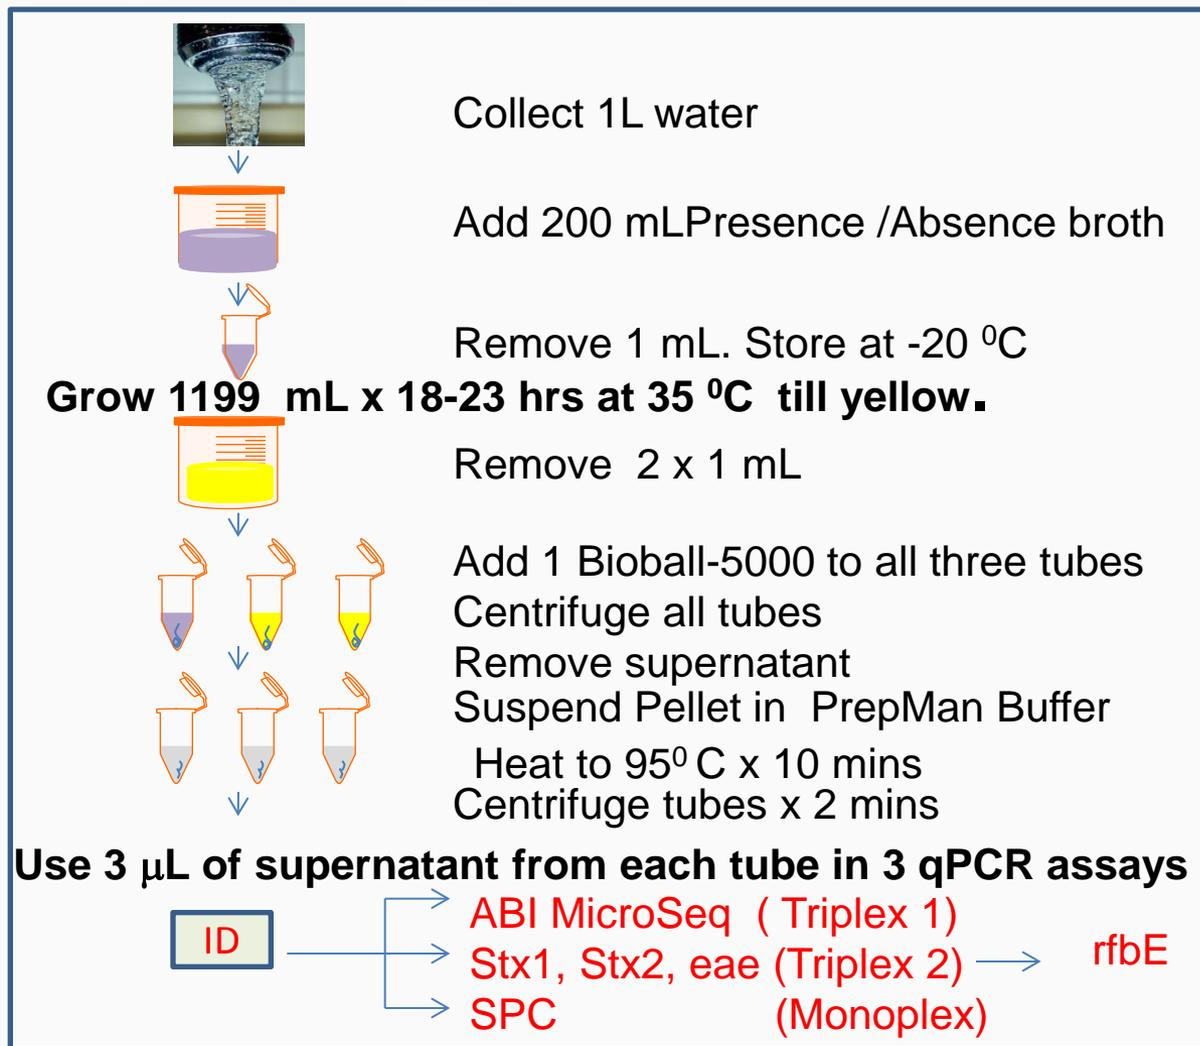 Collect 1L water
Add 200 mLPresence /Absence broth
Remove 1 mL. Store at -20 ⁰C
Grow 1199 mL x 18-23 hrs at 35 ⁰C till yellow.
Remove 2 x 1 mL
Add 1 Bioball-5000 to all three tubes
Centrifuge all tubes
Remove supernatant
Suspend Pellet in PrepMan Buffer
Heat to 95⁰ C x 10 mins
Centrifuge tubes x 2 mins
Use 3 μL of supernatant from each tube in 3 qPCR assays
ID
ABI MicroSeq ( Triplex 1)
Stx1, Stx2, eae (Triplex 2)
rfbE
SPC (Monoplex)